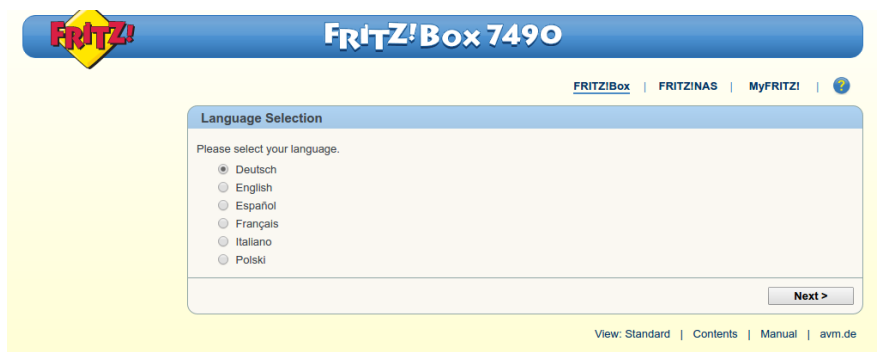 FRITZ!
FRITZ!Box 7490
FRITZ!Box | FRITZ!NAS | MyFRITZ! | ?
Language Selection
Please select your language.
Deutsch
English
Español
Français
Italiano
Polski
Next >
View: Standard | Contents | Manual | avm.de